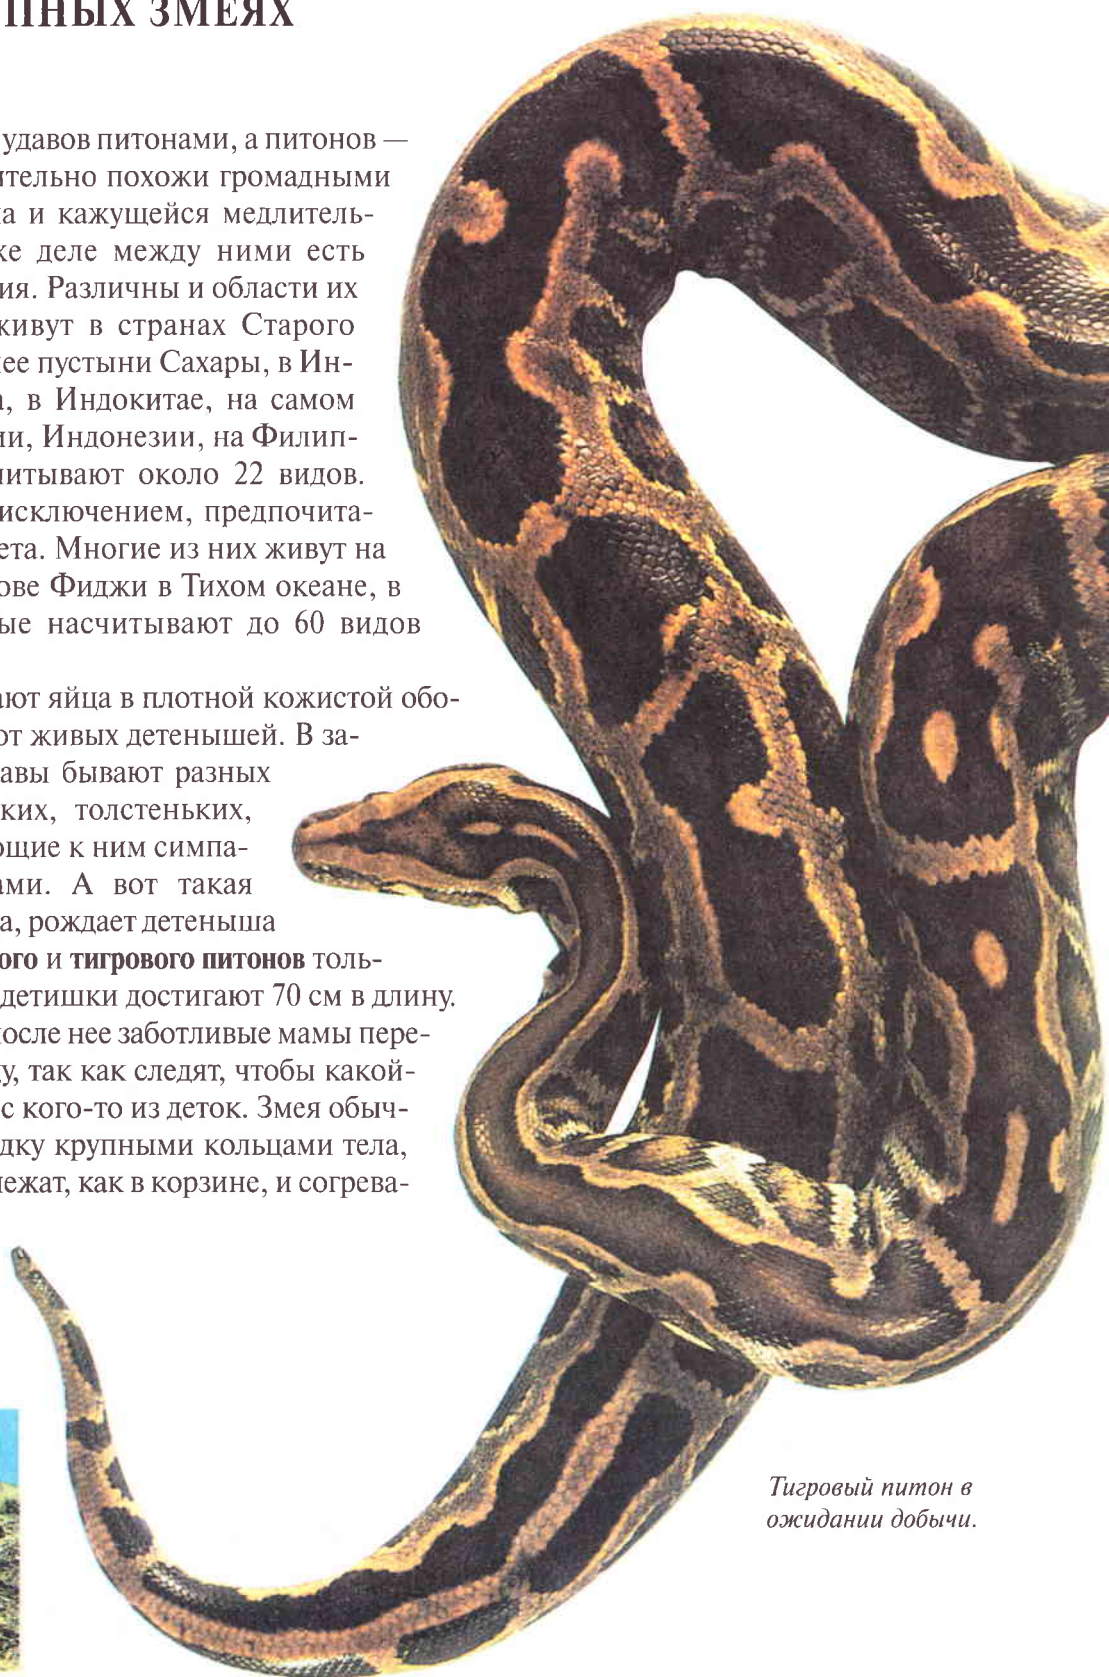 ПНЫХ ЗМЕЯХ
удавов питонами, а питонов —
ительно похожи громадными
а и кажущейся медлитель-
ке деле между ними есть
ия. Различны и области их
живут в странах Старого
ее пустыни Сахары, в Ин-
а, в Индокитае, на самом
ии, Индонезии, на Филип-
читывают около 22 видов.
исключением, предпочита-
ета. Многие из них живут на
ове Фиджи в Тихом океане, в
ые насчитывают до 60 видов
ают яйца в плотной кожистой обо-
от живых детенышей. В за-
авы бывают разных
ких, толстеньких,
ющие к ним симпа-
ами. А вот такая
а, рождает детеныша
ого и тигрового питонов толь-
детишки достигают 70 см в длину.
после нее заботливые мамы пере-
у, так как следят, чтобы какой-
с кого-то из деток. Змея обыч-
дку крупными кольцами тела,
лежат, как в корзине, и согрева-
Тигровый питон в
ожидании добычи.